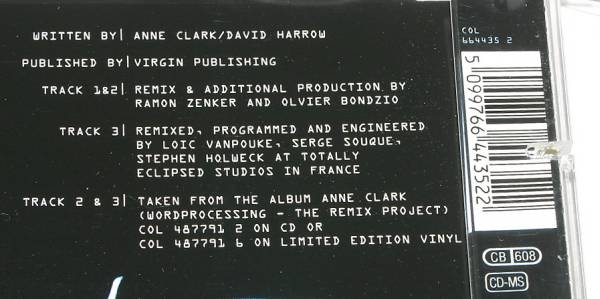 WRITTEN BY| ANNE CLARK/DAVID HARROW
PUBLISHED BY| VIRGIN PUBLISHING
TRACK 1&2| REMIX & ADDITIONAL PRODUCTION BY
RAMON ZENKER AND OLVIER BONDZIO
TRACK 3| REMIXED, PROGRAMMED AND ENGINEERED
BY LOIC VANPOUKE, SERGE SOUQUE,
STEPHEN HOLWECK AT TOTALLY
ECLIPSED STUDIOS IN FRANCE
TRACK 2 & 3| TAKEN FROM THE ALBUM ANNE CLARK
(WORDPROCESSING - THE REMIX PROJECT)
COL 487791 2 ON CD OR
COL 487791 6 ON LIMITED EDITION VINYL
COL
664435 2
5 099766 443522
CB 608
CD-MS